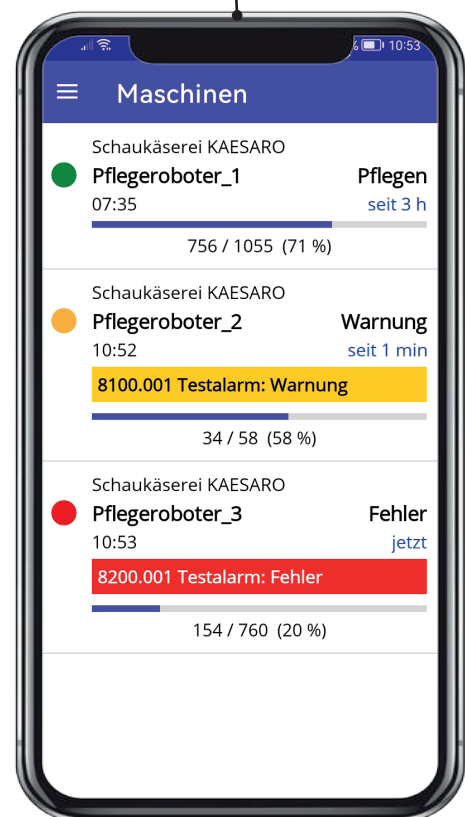 10:53
Maschinen
Schaukäserei KAESARO
Pflegeroboter_1 Pflegen
07:35 seit 3 h
756 / 1055 (71 %)
Schaukäserei KAESARO
Pflegeroboter_2 Warnung
10:52 seit 1 min
8100.001 Testalarm: Warnung
34 / 58 (58 %)
Schaukäserei KAESARO
Pflegeroboter_3 Fehler
10:53 jetzt
8200.001 Testalarm: Fehler
154 / 760 (20 %)